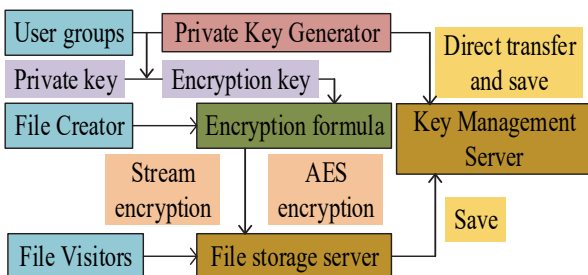 User groups
Private Key Generator
Direct transfer
and save
Private key
Encryption key
File Creator
Encryption formula
Key Management
Server
Stream
encryption
AES
encryption
Save
File Visitors
File storage server